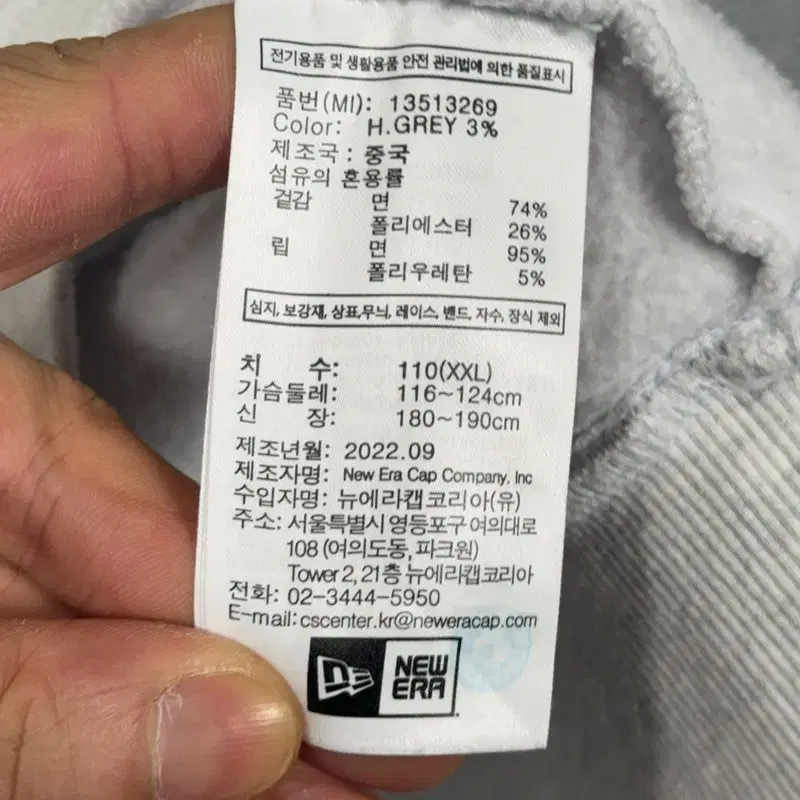 전기용품 및 생활용품 안전 관리법에 의한 품질표시
품번(MI): 13513269
Color: H.GREY 3%
제조국 : 중국
섬유의 혼용률
겉감 면 74%
폴리에스터 26%
립 면 95%
폴리우레탄 5%
심지, 보강재, 상표,무늬, 레이스, 밴드, 자수, 장식 제외
치 수: 110(XXL)
가슴둘레: 116~124cm
신 장: 180~190cm
제조년월: 2022.09
제조자명: New Era Cap Company, Inc
수입자명: 뉴에라캡코리아(유)
주소: 서울특별시 영등포구 여의대로
108 (여의도동, 파크원)
Tower 2, 21층 뉴에라캡코리아
전화: 02-3444-5950
E-mail: cscenter.kr@neweracap.com
NE NEW
ERA